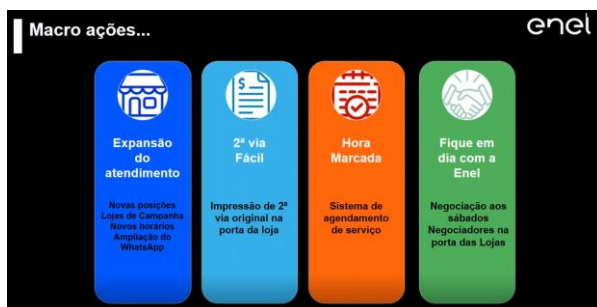 Macro ações...
enel
Expansão
do
atendimento
Novas posições
Lojas de Campanha
Novos horários
Ampliação do
WhatsApp
2ª via
Fácil
Impressão de 2ª
via original na
porta da loja
Hora
Marcada
Sistema de
agendamento
de serviço
Fique em
dia com a
Enel
Negociação aos
sábados
Negociadores na
porta das Lojas